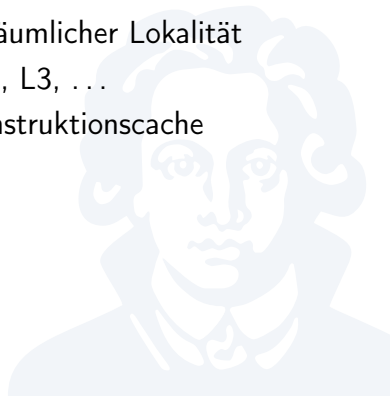 äumlicher Lokalität
, L3, ...
nstruktionscache